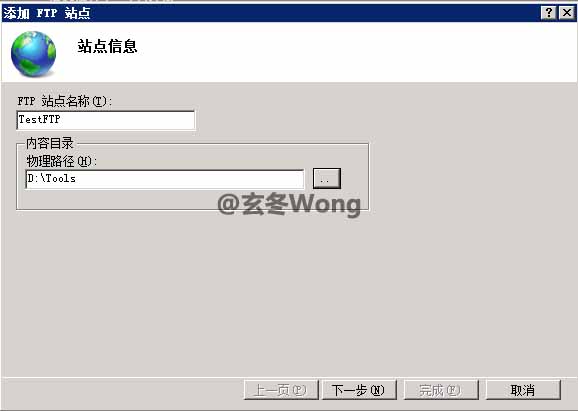 添加 FTP 站点
站点信息
FTP 站点名称(T):
TestFTP
内容目录
物理路径(H):
D:\Tools
..
@玄冬Wong
上一页(P) 下一步(N) 完成(F) 取消